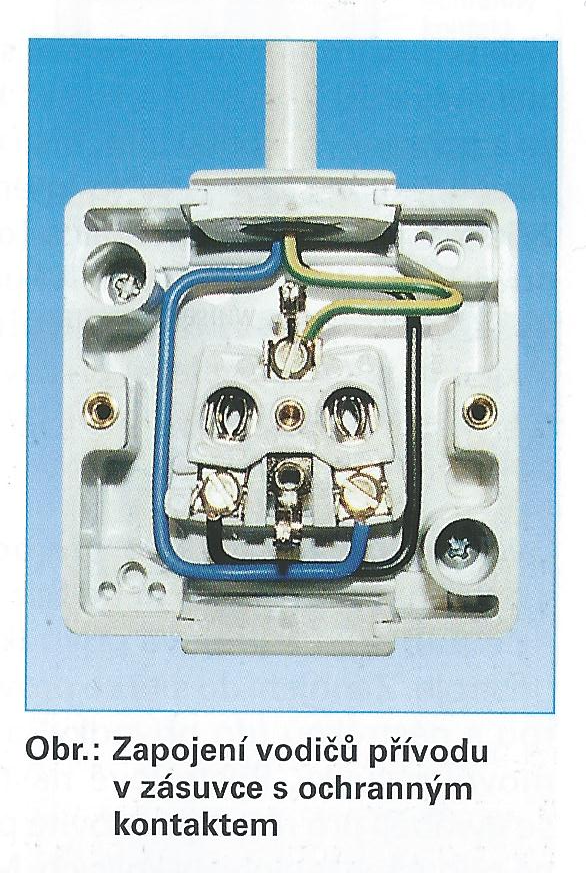 Obr.: Zapojení vodičů přívodu
v zásuvce s ochranným
kontaktem